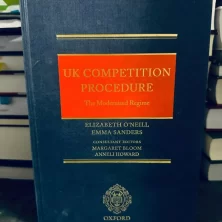 UK COMPETITION
PROCEDURE
The Modernised Regime
ELIZABETH O'NEILL
EMMA SANDERS
CONSULTANT EDITORS
MARGARET BLOOM
ANNELI HOWARD
OXFORD